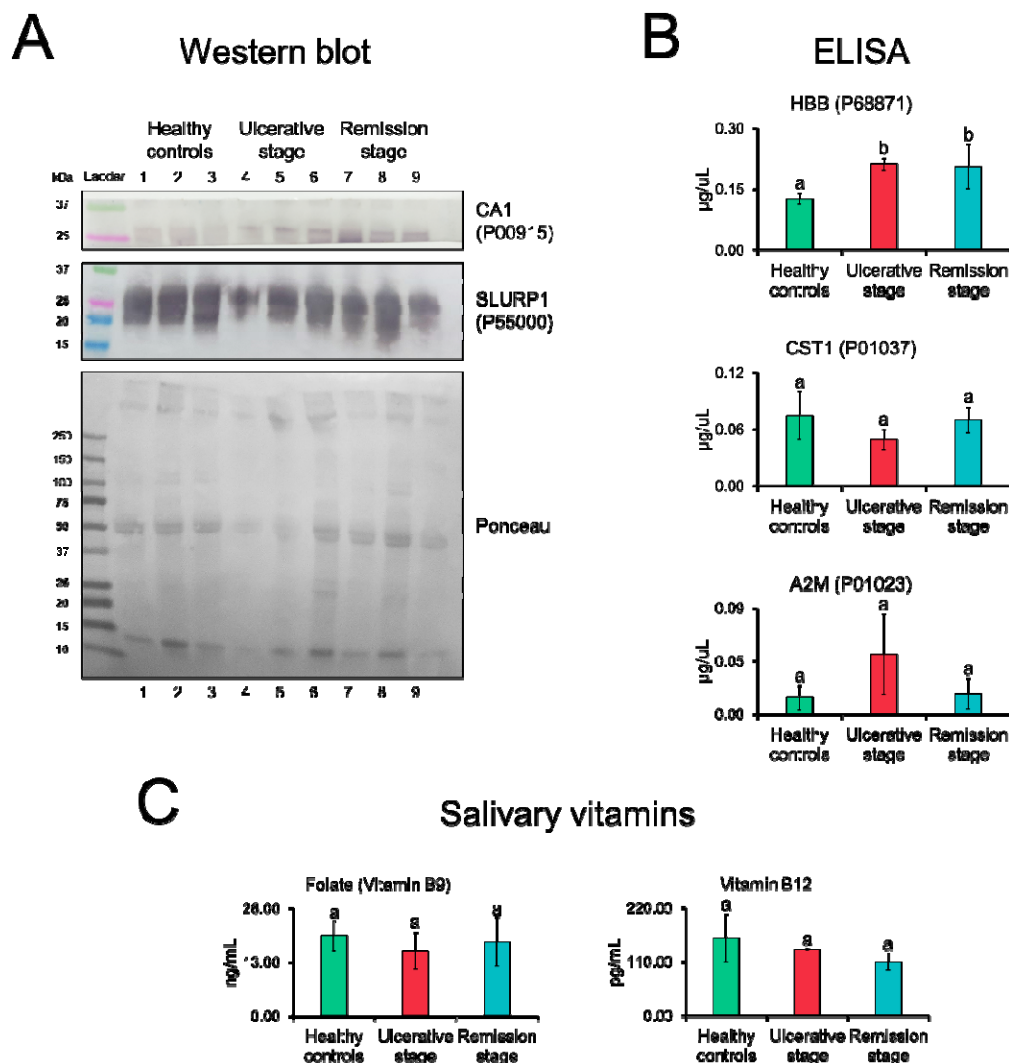 A
Western blot
Healthy controls
Ulcerative stage
Remission stage
kDa Ladder 1 2 3 4 5 6 7 8 9
37
25
CA1
(P00915)
37
25
20
15
SLURP1
(P55000)
250
150
100
75
50
37
25
20
15
10
Ponceau
1 2 3 4 5 6 7 8 9
B
ELISA
HBB (P68871)
µg/uL
0.30
0.15
0.00
a b b
Healthy controls
Ulcerative stage
Remission stage
CST1 (P01037)
µg/uL
0.12
0.06
0.00
a a a
Healthy controls
Ulcerative stage
Remission stage
A2M (P01023)
µg/uL
0.09
0.05
0.00
a a a
Healthy controls
Ulcerative stage
Remission stage
C
Salivary vitamins
Folate (Vitamin B9)
ng/mL
26.00
13.00
0.00
a a a
Healthy controls
Ulcerative stage
Remission stage
Vitamin B12
pg/mL
220.00
110.00
0.00
a a a
Healthy controls
Ulcerative stage
Remission stage